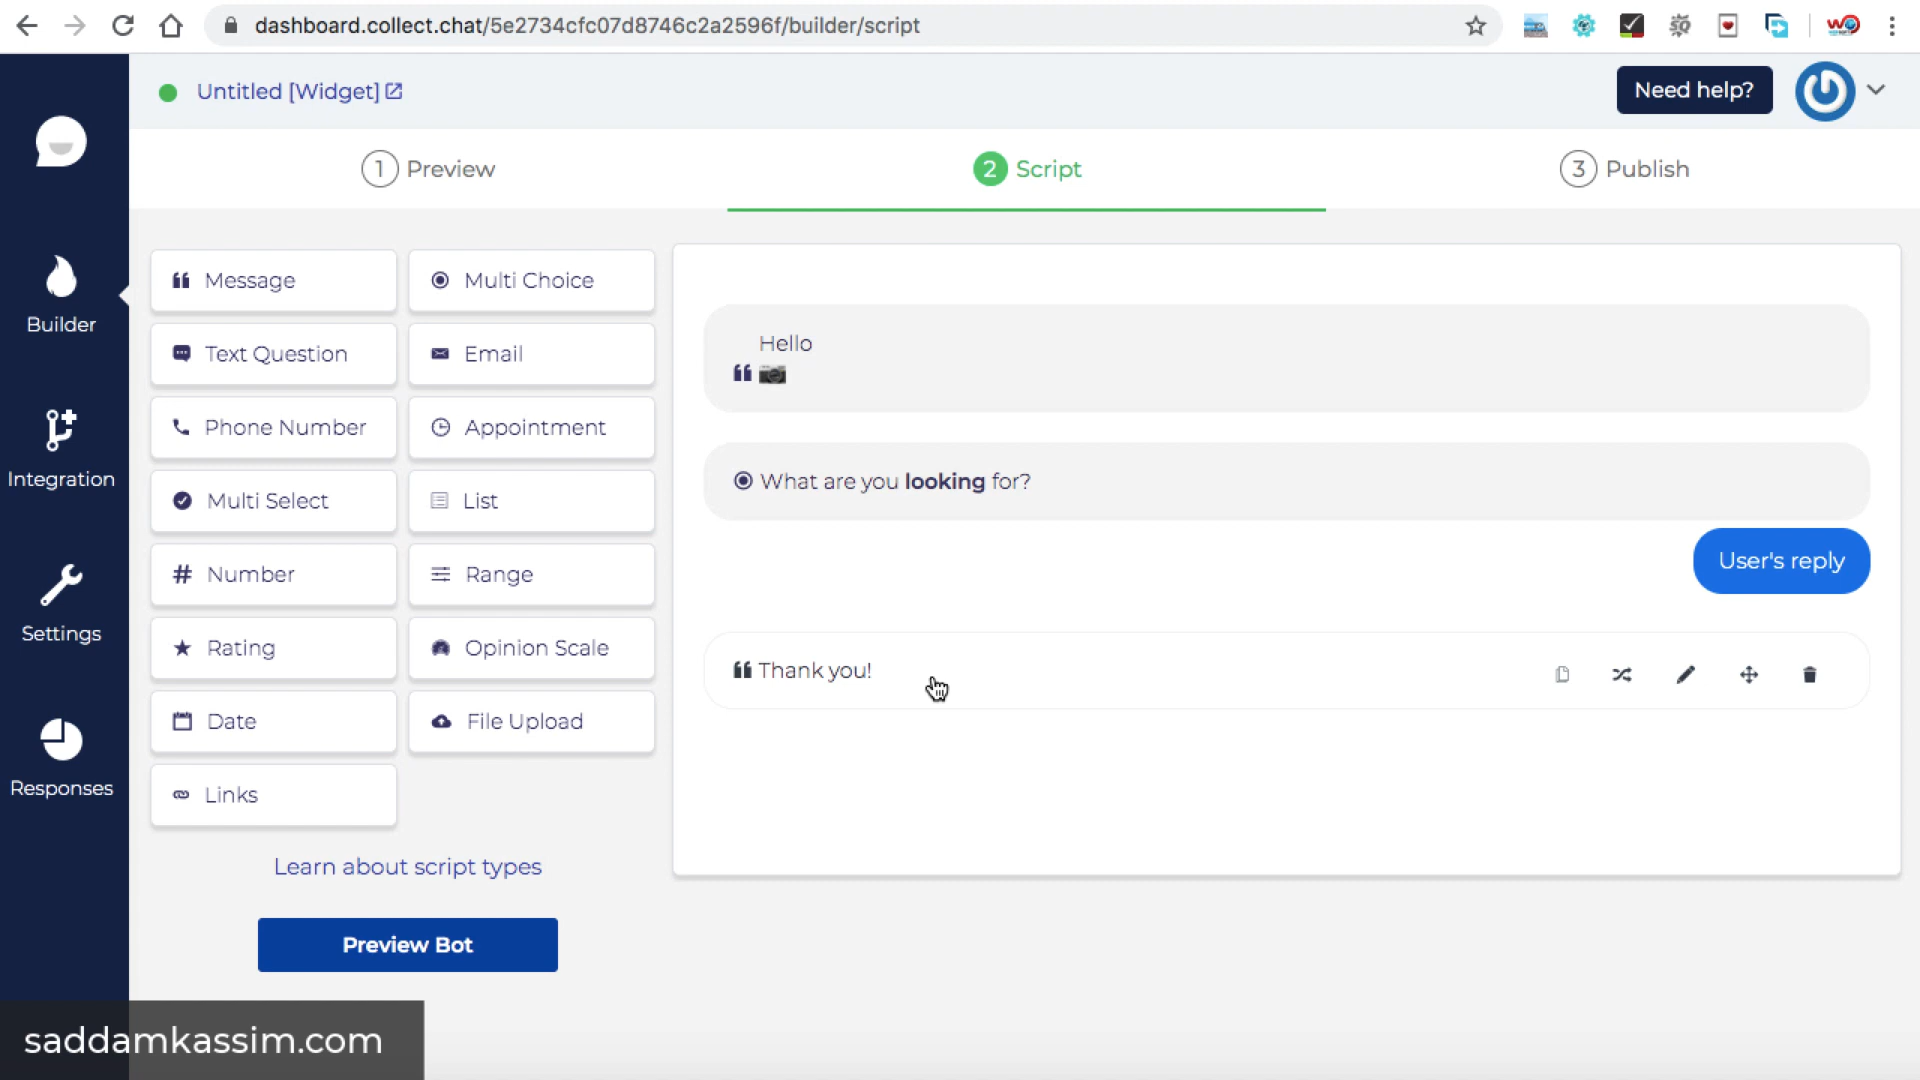 dashboard.collect.chat/5e2734cfc07d8746c2a2596f/builder/script
Untitled [Widget]
Need help?
1 Preview
2 Script
3 Publish
Builder
Integration
Settings
Responses
Message
Multi Choice
Text Question
Email
Phone Number
Appointment
Multi Select
List
Number
Range
Rating
Opinion Scale
Date
File Upload
Links
Learn about script types
Preview Bot
Hello
What are you looking for?
User's reply
Thank you!
saddamkassim.com